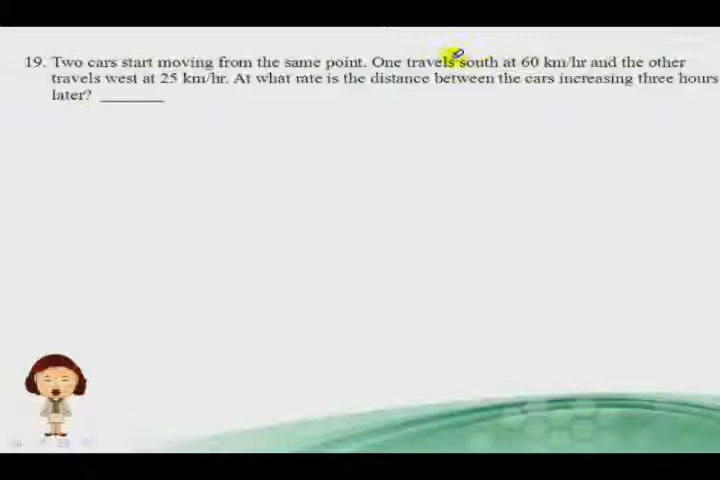 19. Two cars start moving from the same point. One travels south at 60 km/hr and the other
travels west at 25 km/hr. At what rate is the distance between the cars increasing three hours
later? ________